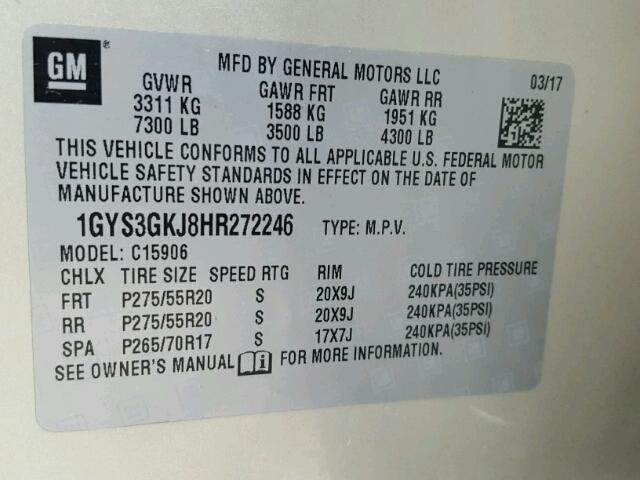 GM ®
MFD BY GENERAL MOTORS LLC 03/17
GVWR GAWR FRT GAWR RR
3311 KG 1588 KG 1951 KG
7300 LB 3500 LB 4300 LB
THIS VEHICLE CONFORMS TO ALL APPLICABLE U.S. FEDERAL MOTOR
VEHICLE SAFETY STANDARDS IN EFFECT ON THE DATE OF
MANUFACTURE SHOWN ABOVE.
1GYS3GKJ8HR272246 TYPE: M.P.V.
MODEL: C15906
CHLX TIRE SIZE SPEED RTG RIM COLD TIRE PRESSURE
FRT P275/55R20 S 20X9J 240KPA(35PSI)
RR P275/55R20 S 20X9J 240KPA(35PSI)
SPA P265/70R17 S 17X7J 240KPA(35PSI)
SEE OWNER'S MANUAL FOR MORE INFORMATION.